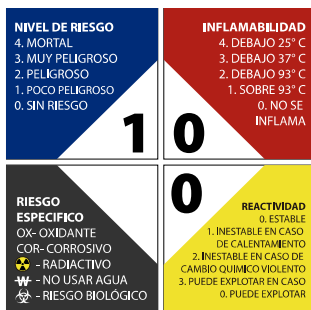 NIVEL DE RIESGO
4. MORTAL
3. MUY PELIGROSO
2. PELIGROSO
1. POCO PELIGROSO
0. SIN RIESGO
1
INFLAMABILIDAD
4. DEBAJO 25° C
3. DEBAJO 37° C
2. DEBAJO 93° C
1. SOBRE 93° C
0. NO SE
INFLAMA
0
RIESGO
ESPECIFICO
OX- OXIDANTE
COR- CORROSIVO
- RADIACTIVO
W - NO USAR AGUA
- RIESGO BIOLÓGICO
0
REACTIVIDAD
0. ESTABLE
1. INESTABLE EN CASO
DE CALENTAMIENTO
2. INESTABLE EN CASO DE
CAMBIO QUIMICO VIOLENTO
3. PUEDE EXPLOTAR EN CASO
0. PUEDE EXPLOTAR